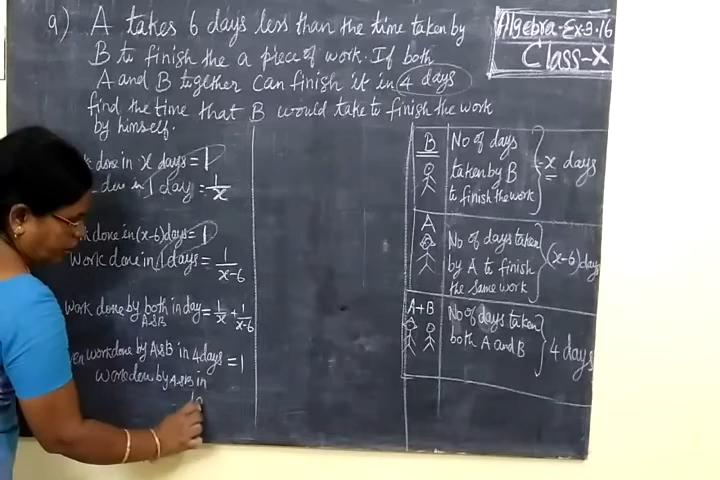 9) A takes 6 days less than the time taken by
B to finish the a piece of work. If both
A and B together can finish it in 4 days
find the time that B would take to finish the work
by himself.
Algebra-Ex-3.16
Class-X
done in x days = 1
in 1 day = 1/x
done in (x-6) days = 1
Work done in 1 days = 1/(x-6)
Work done by both in day = 1/x + 1/(x-6)
A&B
work done by A&B in 4 days = 1
Work done by A&B in
B
No of days
taken by B
to finish the work
x days
A
No of days taken
by A to finish
the same work
(x-6) days
A+B
No of days taken
both A and B
4 days